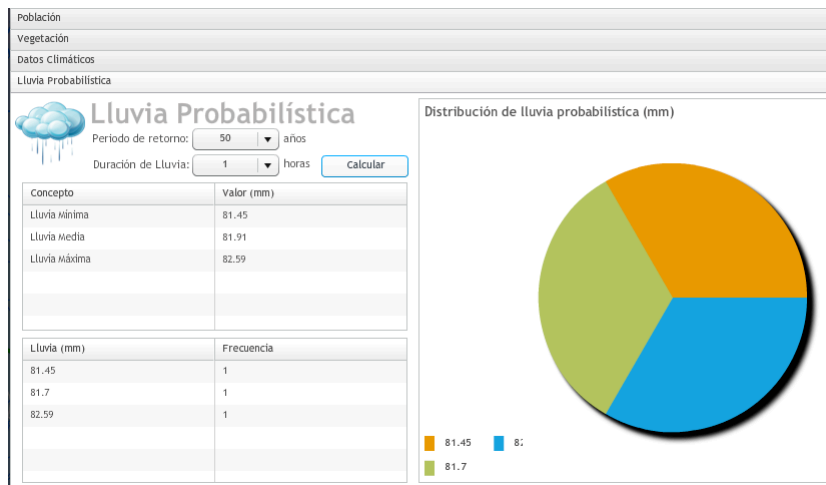 Población
Vegetación
Datos Climáticos
Lluvia Probabilística
Lluvia Probabilística
Periodo de retorno: 50 años
Duración de Lluvia: 1 horas Calcular
Concepto Valor (mm)
Lluvia Mínima 81.45
Lluvia Media 81.91
Lluvia Máxima 82.59
Lluvia (mm) Frecuencia
81.45 1
81.7 1
82.59 1
Distribución de lluvia probabilística (mm)
81.45
81.7